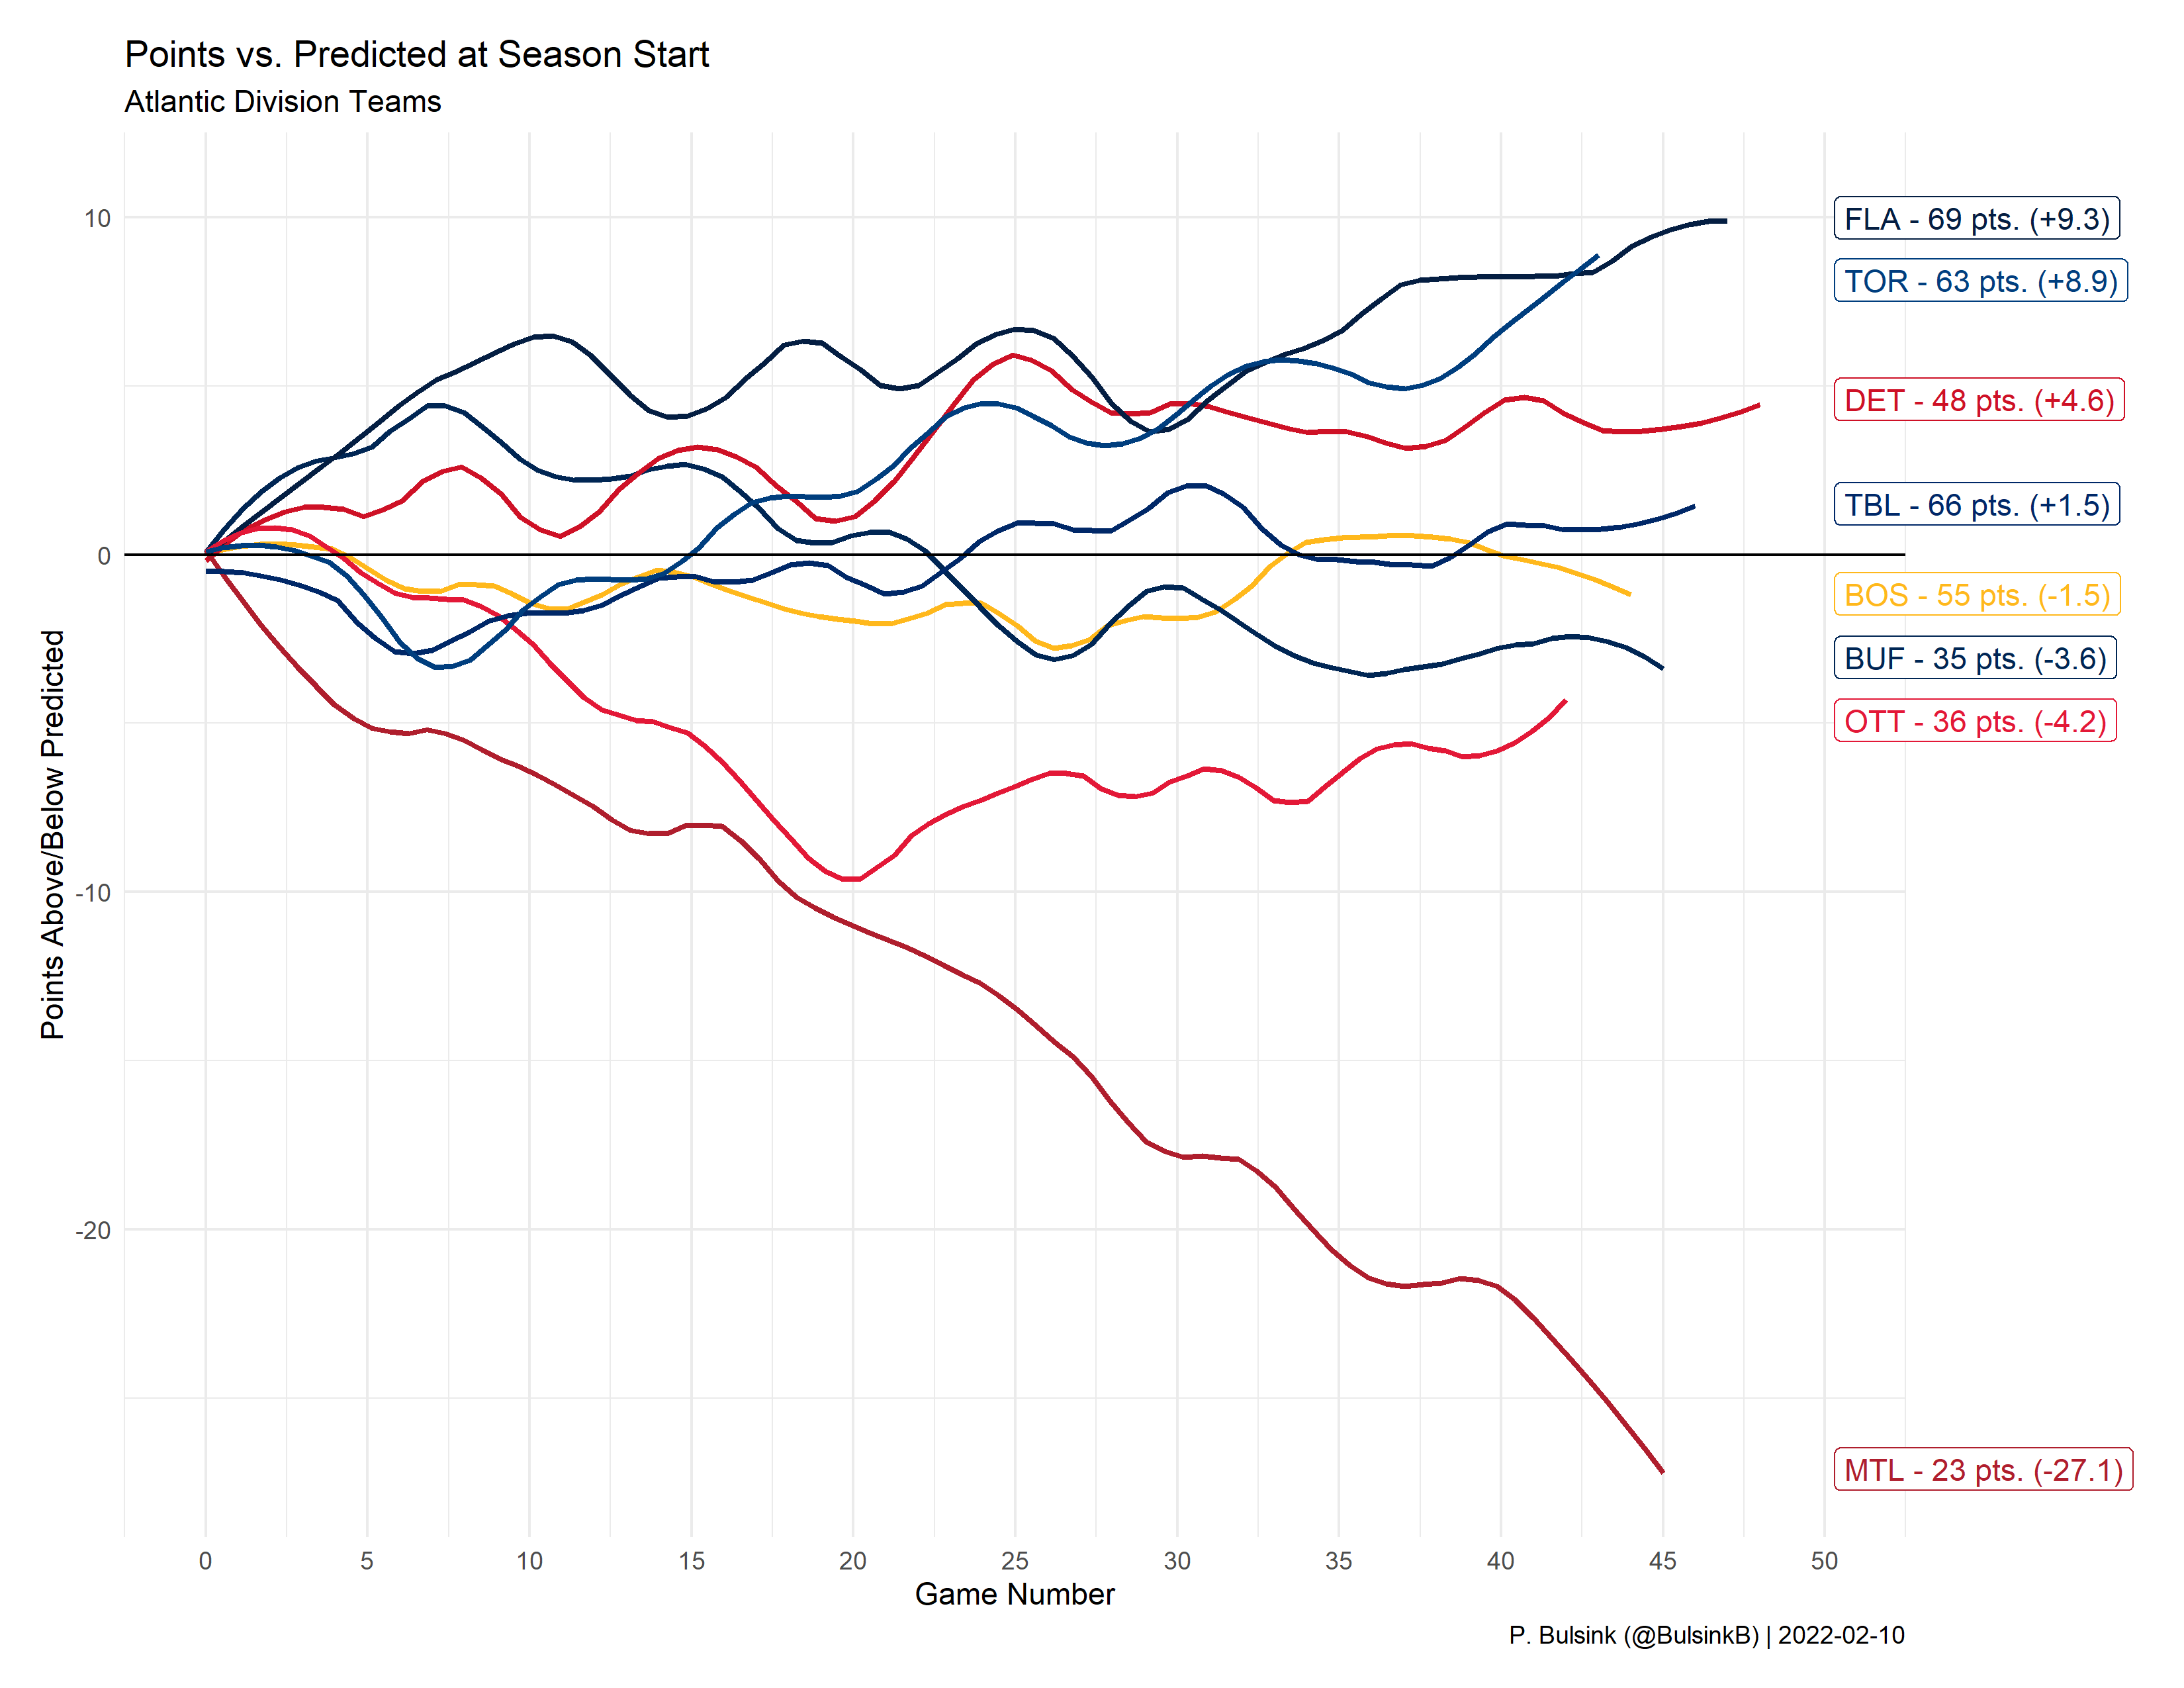 Points vs. Predicted at Season Start
Atlantic Division Teams
Points Above/Below Predicted
10
0
-10
-20
FLA - 69 pts. (+9.3)
TOR - 63 pts. (+8.9)
DET - 48 pts. (+4.6)
TBL - 66 pts. (+1.5)
BOS - 55 pts. (-1.5)
BUF - 35 pts. (-3.6)
OTT - 36 pts. (-4.2)
MTL - 23 pts. (-27.1)
0 5 10 15 20 25 30 35 40 45 50
Game Number
P. Bulsink (@BulsinkB) | 2022-02-10